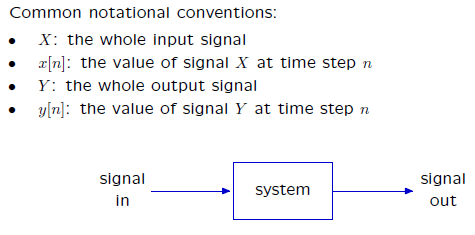 Common notational conventions:
• X: the whole input signal
• x[n]: the value of signal X at time step n
• Y: the whole output signal
• y[n]: the value of signal Y at time step n
signal in
system
signal out